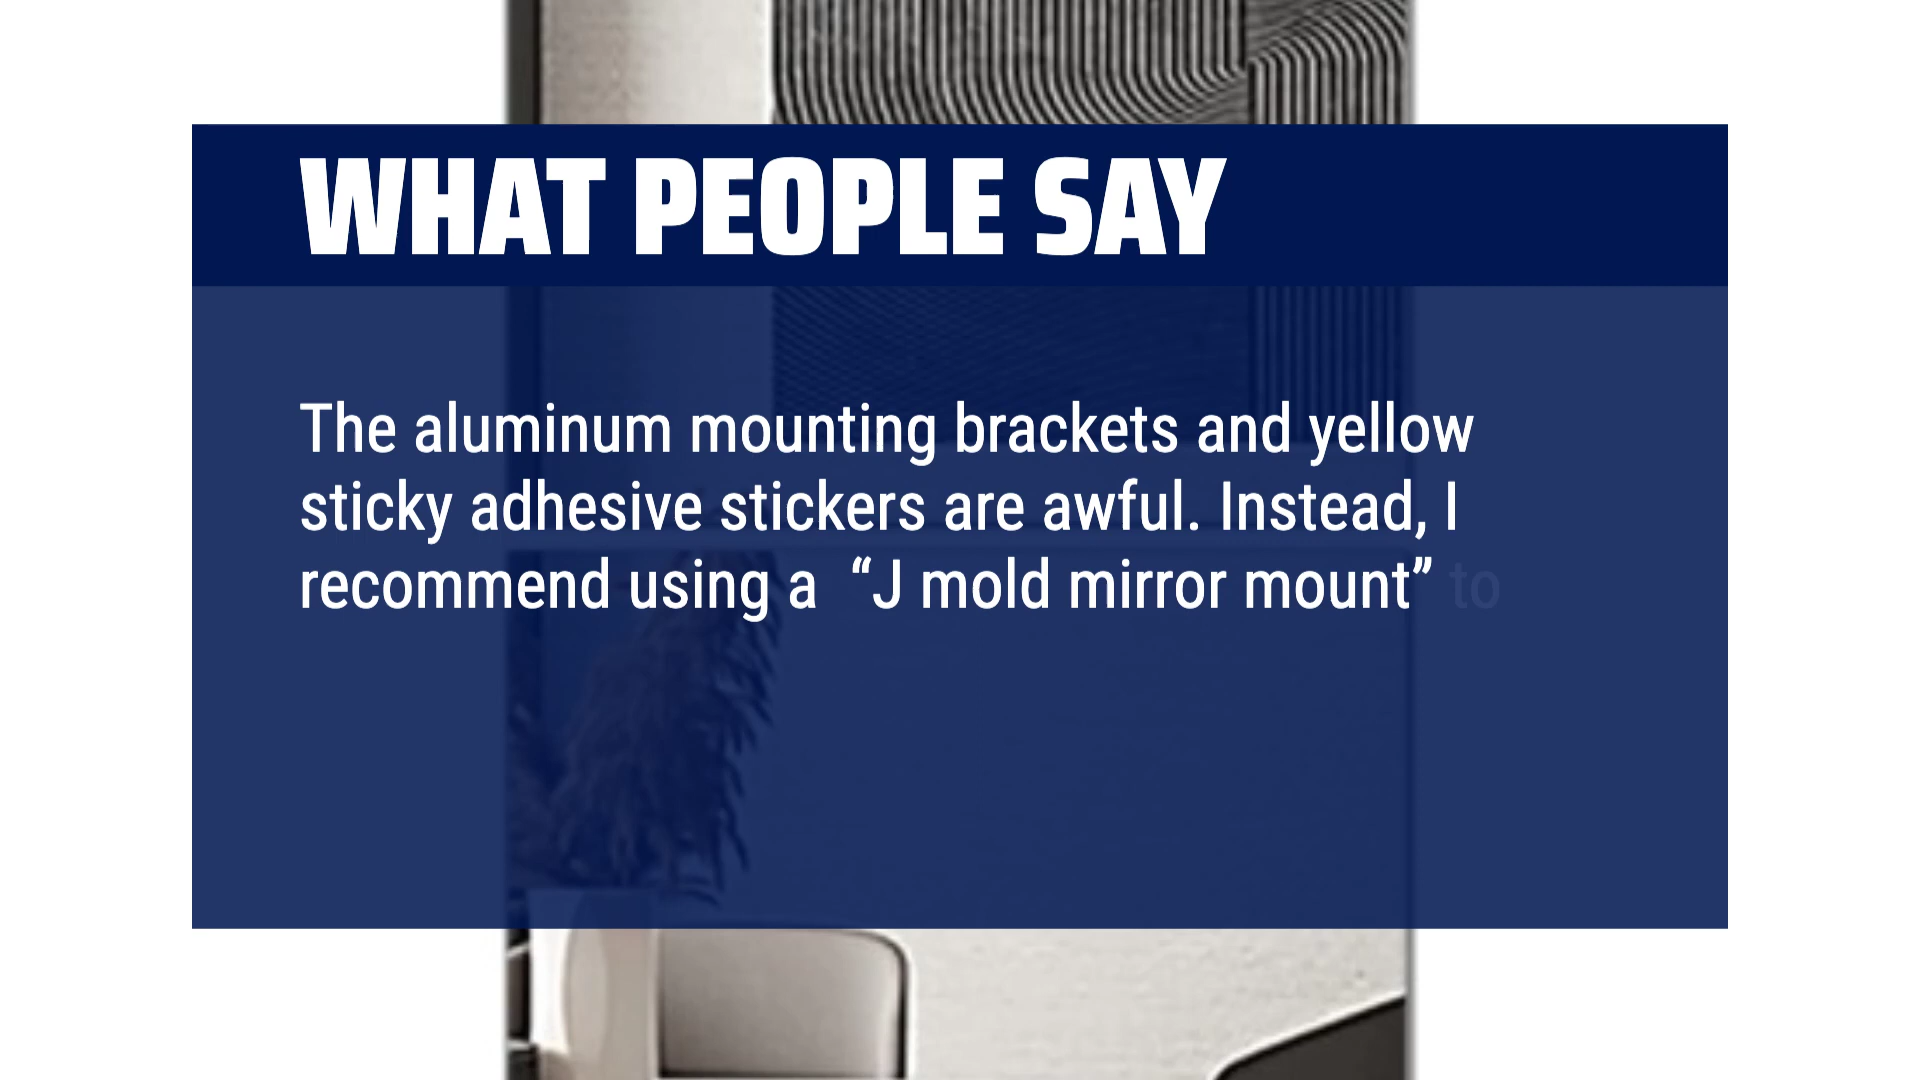 WHAT PEOPLE SAY
The aluminum mounting brackets and yellow
sticky adhesive stickers are awful. Instead, I
recommend using a  “J mold mirror mount” to